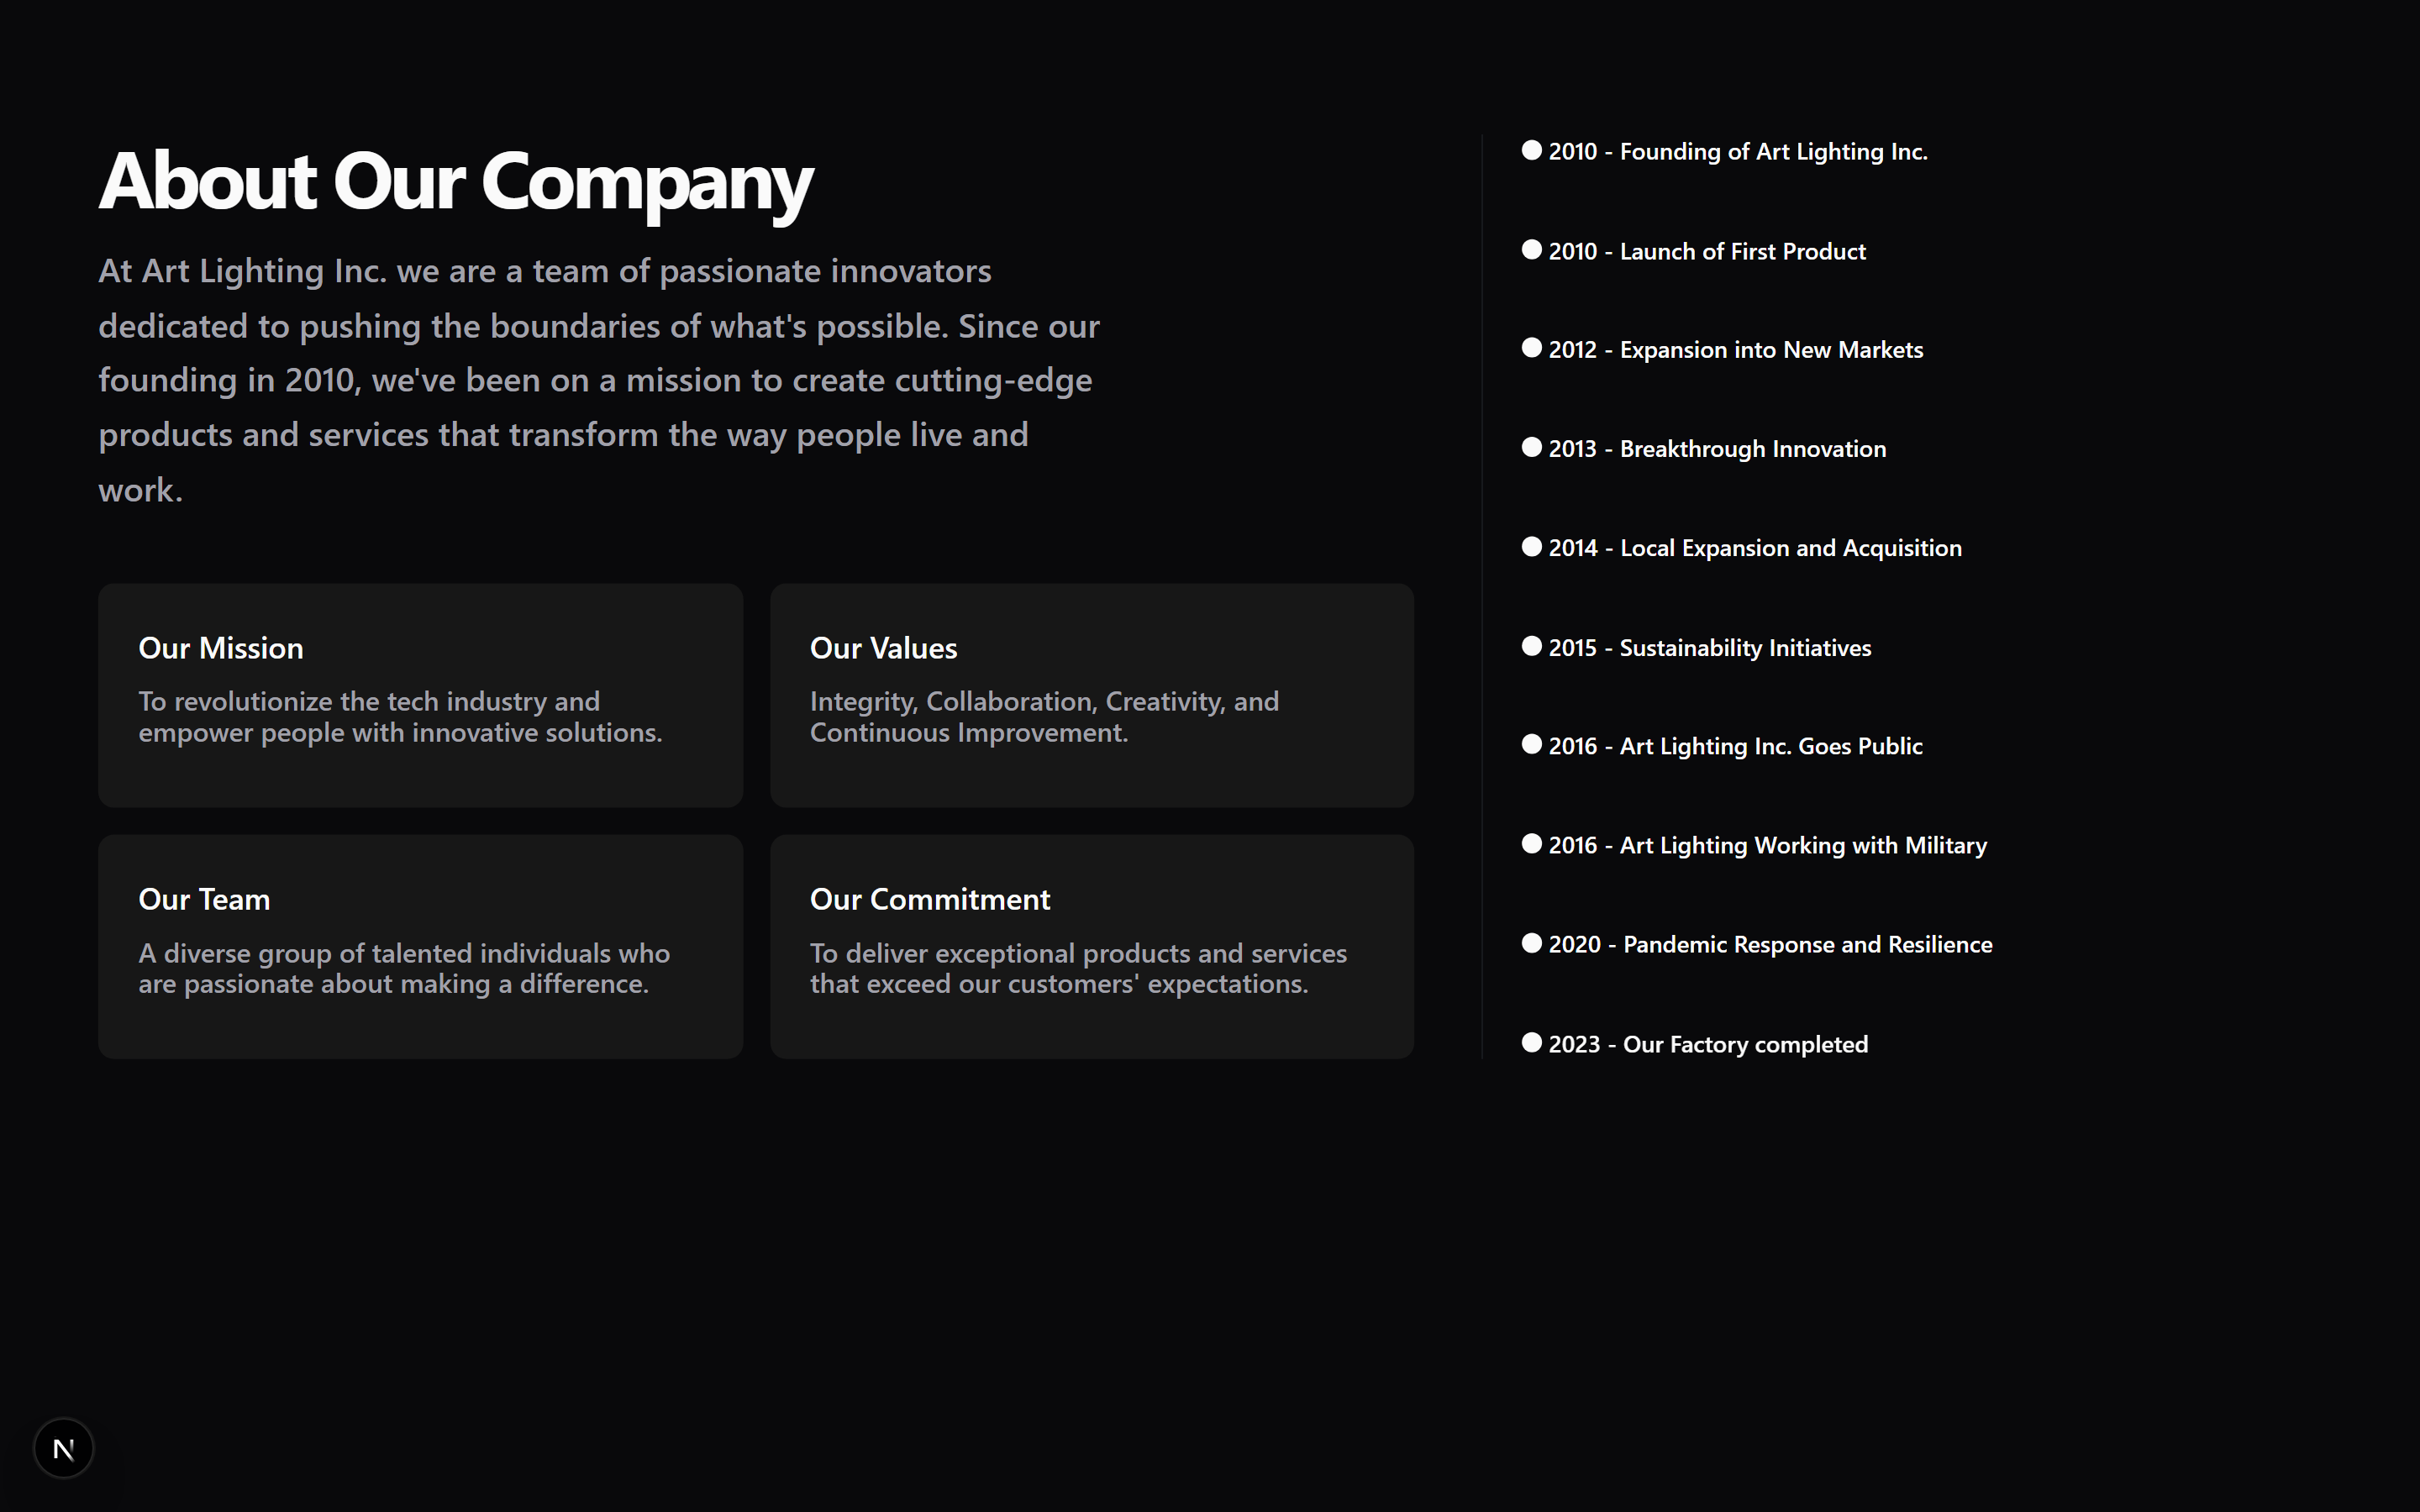 About Our Company
At Art Lighting Inc. we are a team of passionate innovators
dedicated to pushing the boundaries of what's possible. Since our
founding in 2010, we've been on a mission to create cutting-edge
products and services that transform the way people live and
work.
Our Mission
To revolutionize the tech industry and
empower people with innovative solutions.
Our Values
Integrity, Collaboration, Creativity, and
Continuous Improvement.
Our Team
A diverse group of talented individuals who
are passionate about making a difference.
Our Commitment
To deliver exceptional products and services
that exceed our customers' expectations.
2010 - Founding of Art Lighting Inc.
2010 - Launch of First Product
2012 - Expansion into New Markets
2013 - Breakthrough Innovation
2014 - Local Expansion and Acquisition
2015 - Sustainability Initiatives
2016 - Art Lighting Inc. Goes Public
2016 - Art Lighting Working with Military
2020 - Pandemic Response and Resilience
2023 - Our Factory completed
N